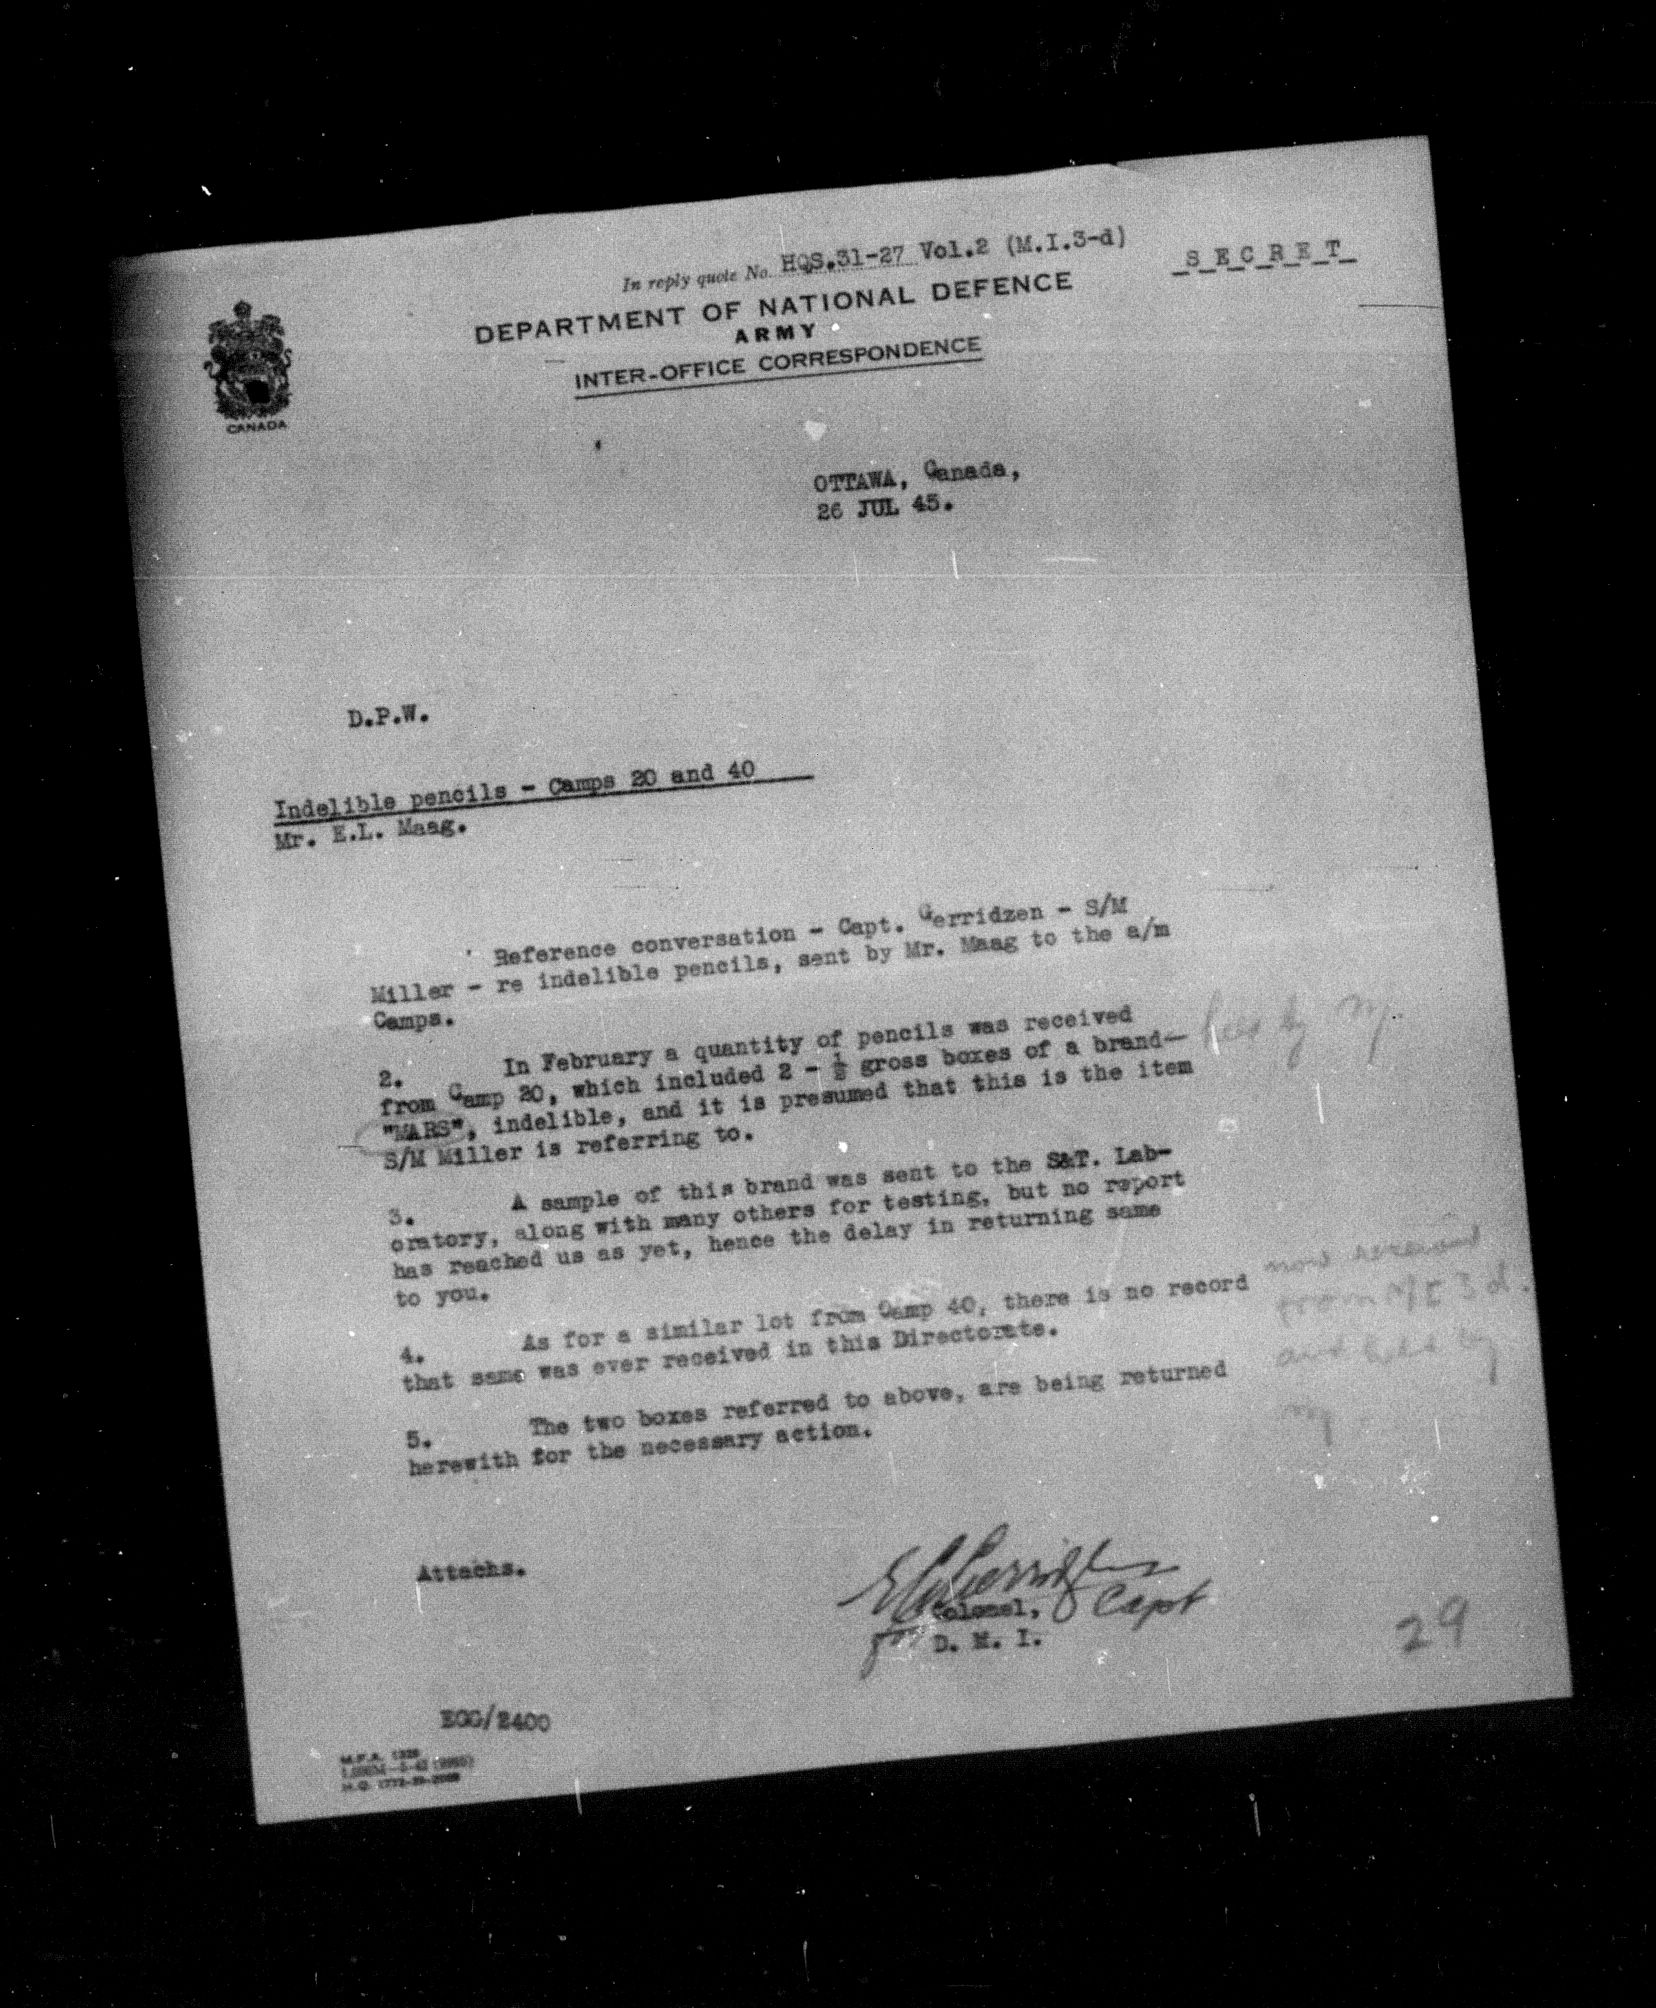 In reply quote No. HQS.31-27 Vol.2 (M.I.3-d)
S E C R E T
DEPARTMENT OF NATIONAL DEFENCE
ARMY
INTER-OFFICE CORRESPONDENCE
CANADA
OTTAWA, Canada,
26 JUL 45.
D.P.W.
Indelible pencils - Camps 20 and 40
Mr. E.L. Maag.
Reference conversation - Capt. Gerridzen - S/M
Miller - re indelible pencils, sent by Mr. Maag to the a/m
Camps.
2. In February a quantity of pencils was received
from Camp 20, which included 2 - ½ gross boxes of a brand-
"MARS", indelible, and it is presumed that this is the item
S/M Miller is referring to.
3. A sample of this brand was sent to the S&T. Lab-
oratory, along with many others for testing, but no report
has reached us as yet, hence the delay in returning same
to you.
4. As for a similar lot from Camp 40, there is no record
that same was ever received in this Directorate.
now received
from M I 3 d.
and held by
5. The two boxes referred to above, are being returned
herewith for the necessary action.
Attachs.
Capt
for Colonel,
D. M. I.
29
EGG/2400